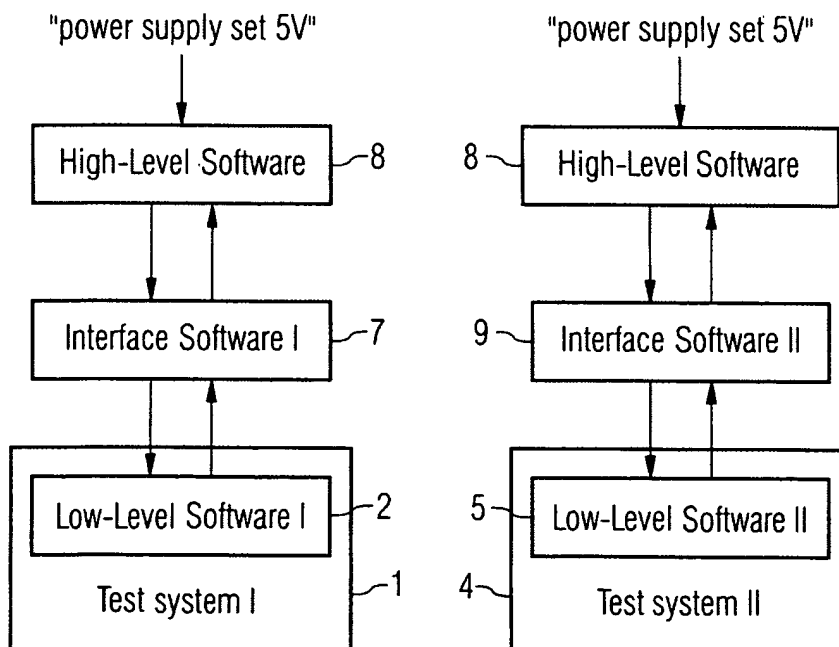 "power supply set 5V"
High-Level Software
8
Interface Software I
7
Low-Level Software I
2
Test system I
1
"power supply set 5V"
8
High-Level Software
9
Interface Software II
5
Low-Level Software II
4
Test system II